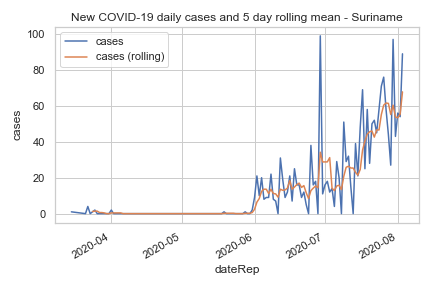 New COVID-19 daily cases and 5 day rolling mean - Suriname
cases
cases (rolling)
100
80
60
40
20
0
cases
2020-04
2020-05
2020-06
2020-07
2020-08
dateRep